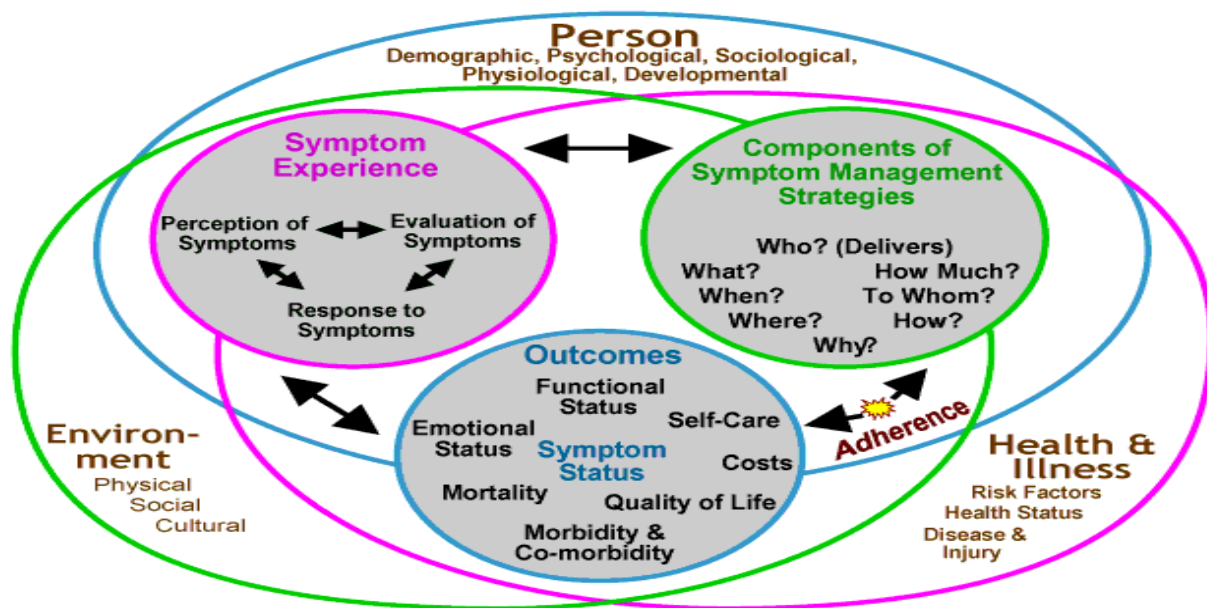 Person
Demographic, Psychological, Sociological,
Physiological, Developmental
Symptom
Experience
Perception of
Symptoms
Evaluation of
Symptoms
Response to
Symptoms
Components of
Symptom Management
Strategies
Who? (Delivers)
What?
How Much?
When?
To Whom?
Where?
How?
Why?
Outcomes
Functional
Status
Self-Care
Emotional
Status
Symptom
Status
Costs
Mortality
Quality of Life
Morbidity &
Co-morbidity
Adherence
Environ-
ment
Physical
Social
Cultural
Health &
Illness
Risk Factors
Health Status
Disease &
Injury